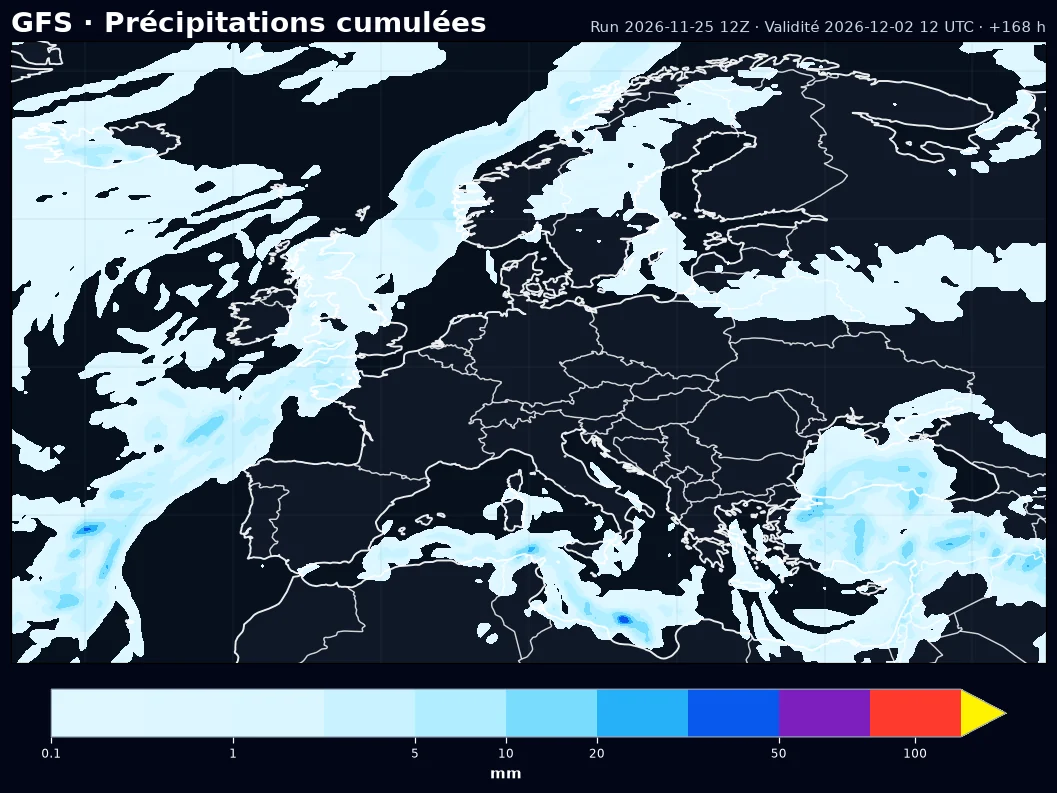 GFS · Précipitations cumulées
Run 2026-11-25 12Z · Validité 2026-12-02 12 UTC · +168 h
0.1 1 5 10 20 50 100
mm